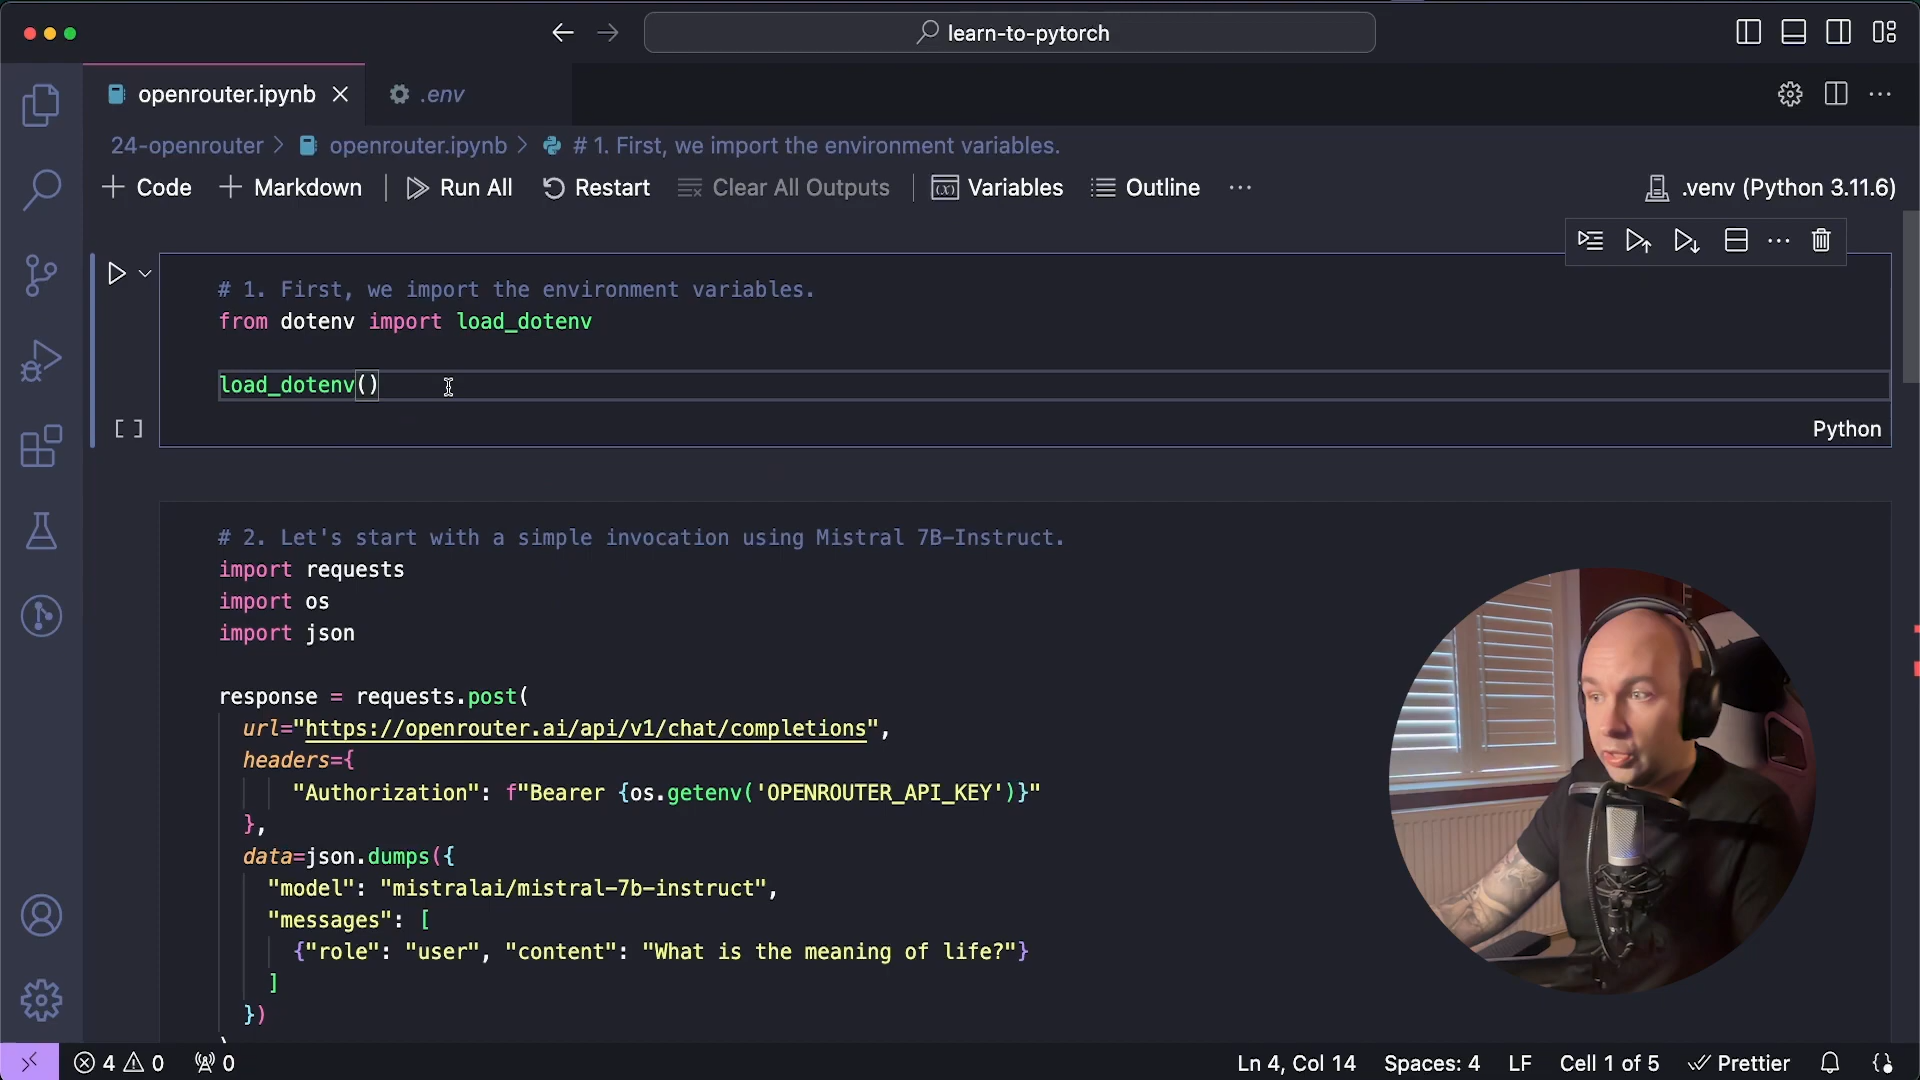 learn-to-pytorch
openrouter.ipynb
.env
24-openrouter > openrouter.ipynb > # 1. First, we import the environment variables.
+ Code + Markdown | Run All Restart Clear All Outputs | Variables Outline ...
.venv (Python 3.11.6)
# 1. First, we import the environment variables.
from dotenv import load_dotenv
load_dotenv()
[ ]
Python
# 2. Let's start with a simple invocation using Mistral 7B-Instruct.
import requests
import os
import json
response = requests.post(
url="https://openrouter.ai/api/v1/chat/completions",
headers={
"Authorization": f"Bearer {os.getenv('OPENROUTER_API_KEY')}"
},
data=json.dumps({
"model": "mistralai/mistral-7b-instruct",
"messages": [
{"role": "user", "content": "What is the meaning of life?"}
]
})
4 0 0
Ln 4, Col 14 Spaces: 4 LF Cell 1 of 5 Prettier